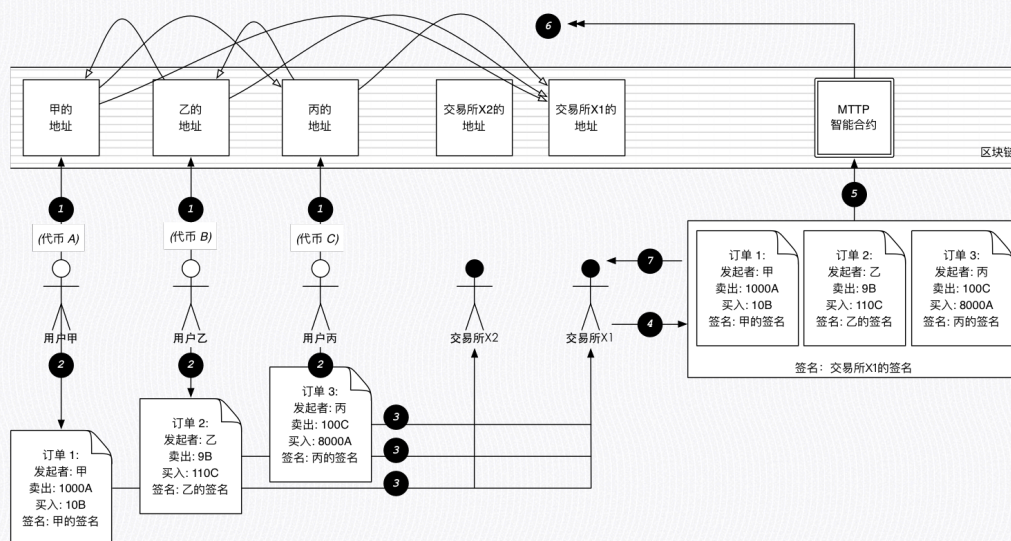 6
甲的
地址
乙的
地址
丙的
地址
交易所X2的
地址
交易所X1的
地址
MTTP
智能合约
区块链
1
1
1
5
(代币 A)
(代币 B)
(代币 C)
7
4
用户甲
用户乙
用户丙
交易所X2
交易所X1
订单 1:
发起者: 甲
卖出: 1000A
买入: 10B
签名: 甲的签名
订单 2:
发起者: 乙
卖出: 9B
买入: 110C
签名: 乙的签名
订单 3:
发起者: 丙
卖出: 100C
买入: 8000A
签名: 丙的签名
签名：交易所X1的签名
2
2
2
3
3
3
订单 3:
发起者: 丙
卖出: 100C
买入: 8000A
签名: 丙的签名
订单 2:
发起者: 乙
卖出: 9B
买入: 110C
签名: 乙的签名
订单 1:
发起者: 甲
卖出: 1000A
买入: 10B
签名: 甲的签名